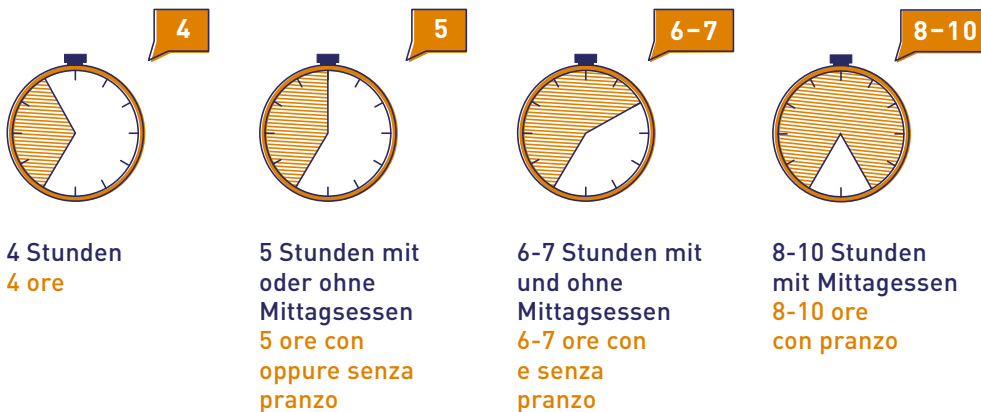 4
5
6–7
8–10
4 Stunden
4 ore
5 Stunden mit
oder ohne
Mittagsessen
5 ore con
oppure senza
pranzo
6-7 Stunden mit
und ohne
Mittagsessen
6-7 ore con
e senza
pranzo
8-10 Stunden
mit Mittagessen
8-10 ore
con pranzo